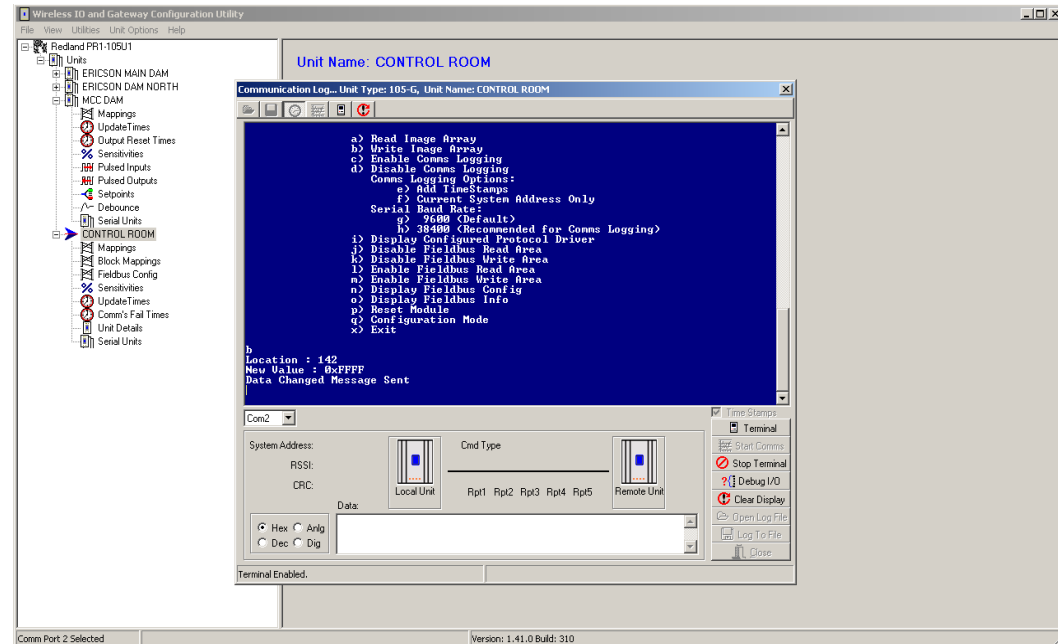 Wireless IO and Gateway Configuration Utility
File View Utilities Unit Options Help
Redland PR1-105U1
Units
ERICSON MAIN DAM
ERICSON DAM NORTH
MCC DAM
Mappings
UpdateTimes
Output Reset Times
Sensitivities
Pulsed Inputs
Pulsed Outputs
Setpoints
Debounce
Serial Units
CONTROL ROOM
Mappings
Block Mappings
Fieldbus Config
Sensitivities
UpdateTimes
Comm's Fail Times
Unit Details
Serial Units
Unit Name: CONTROL ROOM
Communication Log... Unit Type: 105-G, Unit Name: CONTROL ROOM
a) Read Image Array
b) Write Image Array
c) Enable Comms Logging
d) Disable Comms Logging
Comms Logging Options:
e) Add TimeStamps
f) Current System Address Only
Serial Baud Rate:
g) 9600 (Default)
h) 38400 (Recommended for Comms Logging)
i) Display Configured Protocol Driver
j) Disable Fieldbus Read Area
k) Disable Fieldbus Write Area
l) Enable Fieldbus Read Area
m) Enable Fieldbus Write Area
n) Display Fieldbus Config
o) Display Fieldbus Info
p) Reset Module
q) Configuration Mode
x) Exit
b
Location : 142
New Value : 0xFFFF
Data Changed Message Sent
Com2
Time Stamps
Terminal
Start Comms
Stop Terminal
Debug I/O
Clear Display
Open Log File
Log To File
Close
System Address:
RSSI:
CRC:
Local Unit
Cmd Type
Rpt1 Rpt2 Rpt3 Rpt4 Rpt5
Remote Unit
Data:
Hex Anlg
Dec Dig
Terminal Enabled.
Comm Port 2 Selected
Version: 1.41.0 Build: 310